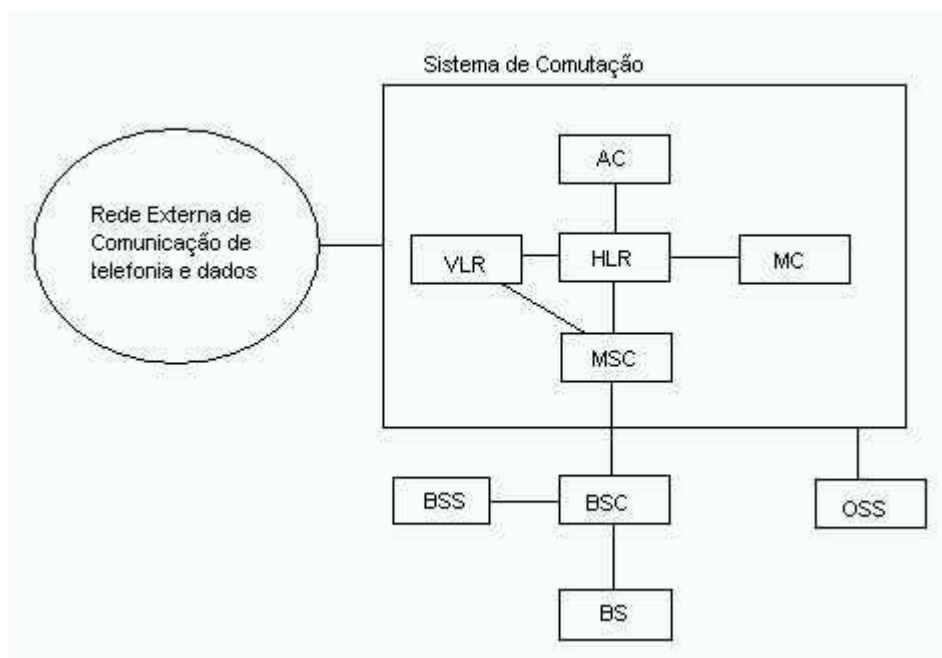 Sistema de Comutação
AC
Rede Externa de
Comunicação de
telefonia e dados
VLR
HLR
MC
MSC
BSS
BSC
OSS
BS